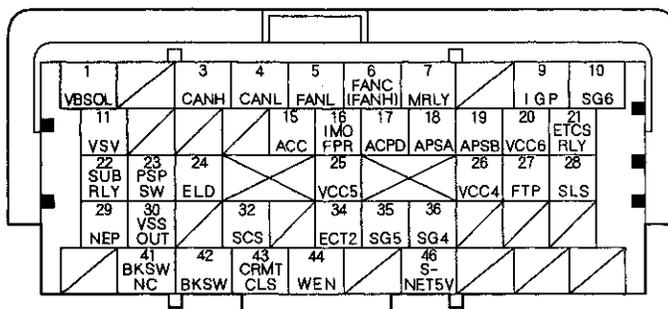 1 3 4 5 6 7 9 10
VBSOL CANH CANL FANL FANC (FANH) MRLY IGP SG6
11 15 16 17 18 19 20 21
VSV ACC IMO FPR ACPD APSA APSB VCC6 ETCS RLY
22 23 24 25 26 27 28
SUB RLY PSP SW ELD VCC5 VCC4 FTP SLS
29 30 32 34 35 36
NEP VSS OUT SCS ECT2 SG5 SG4
41 42 43 44 46
BKSW NC BKSW CRMT CLS WEN S-NET5V